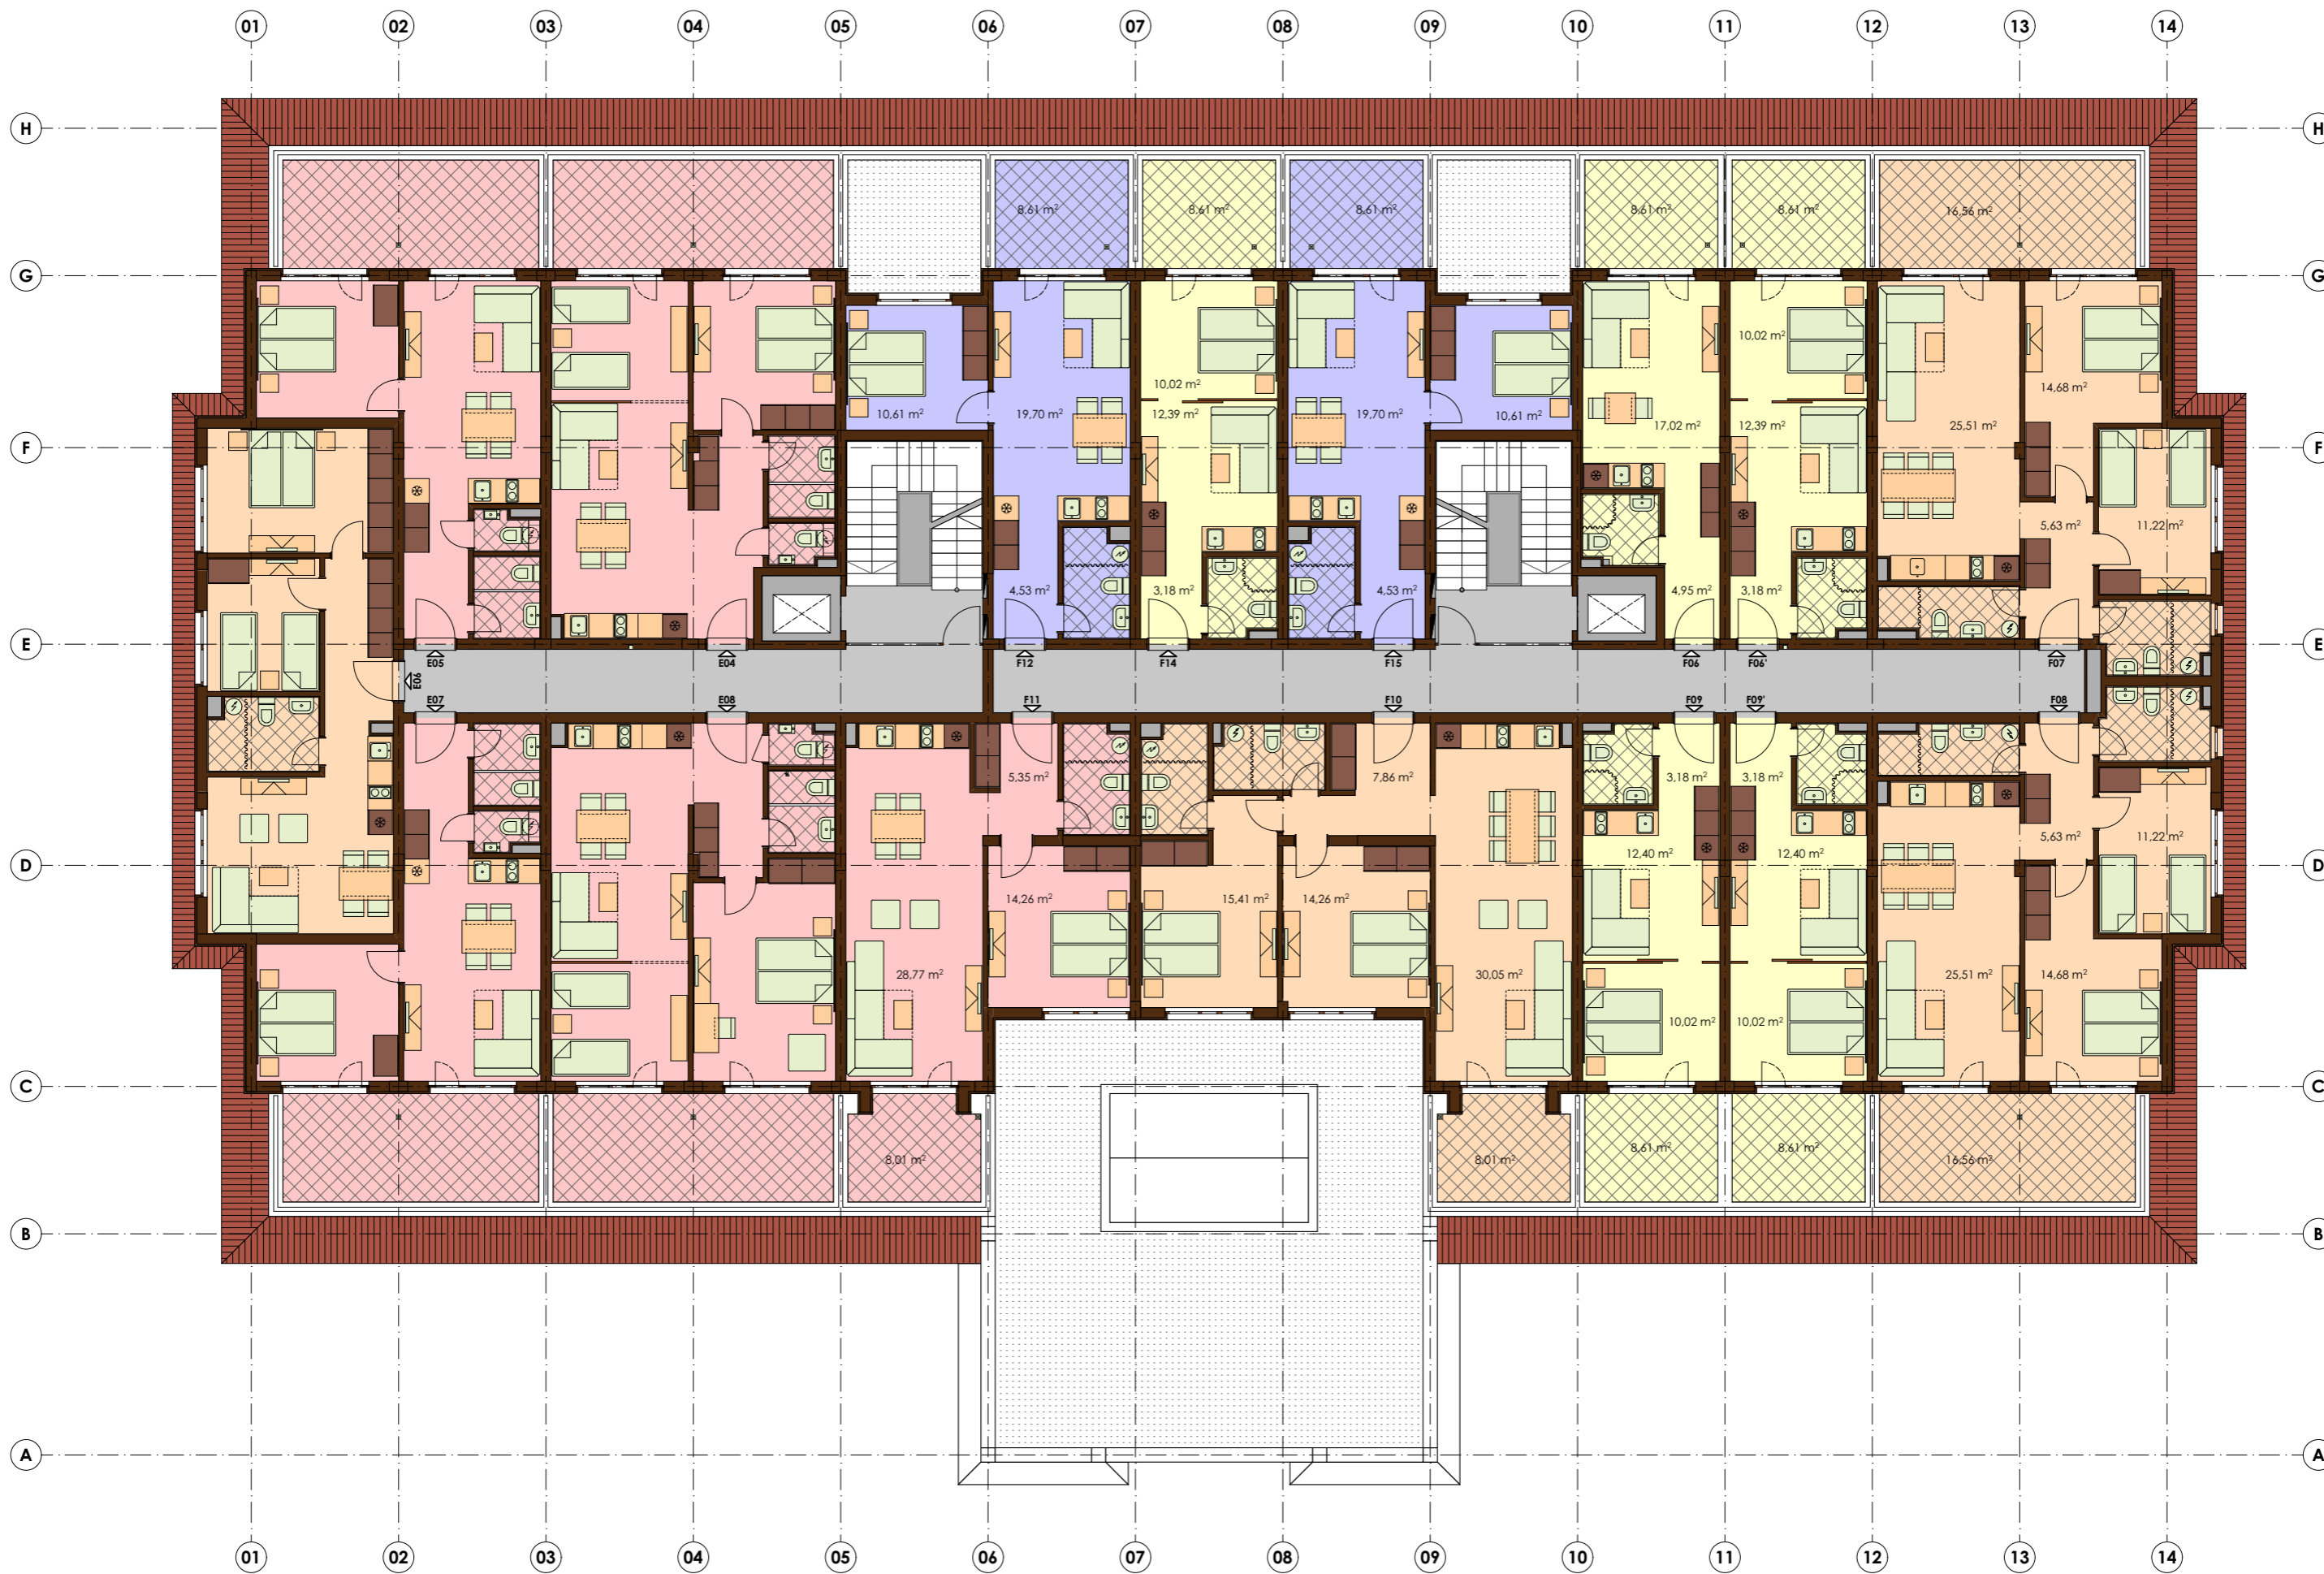 01 02 03 04 05 06 07 08 09 10 11 12 13 14
H H
8,61 m² 8,61 m² 8,61 m² 8,61 m² 8,61 m² 16,56 m²
G G
10,02 m²
10,02 m² 14,68 m²
10,61 m² 19,70 m² 12,39 m² 19,70 m² 10,61 m² 17,02 m² 12,39 m² 25,51 m²
F F
5,63 m² 11,22 m²
4,53 m² 3,18 m² 4,53 m² 4,95 m² 3,18 m²
E E
E05 E04 F12 F14 F15 F06 F06' F07
E06
E07 E08 F11 F10 F09 F09' F08
5,35 m² 7,86 m² 3,18 m² 3,18 m²
5,63 m² 11,22 m²
12,40 m² 12,40 m²
D D
14,26 m² 15,41 m² 14,26 m²
28,77 m² 30,05 m² 25,51 m² 14,68 m²
10,02 m² 10,02 m²
C C
8,01 m² 8,01 m² 8,61 m² 8,61 m² 16,56 m²
B B
A A
01 02 03 04 05 06 07 08 09 10 11 12 13 14